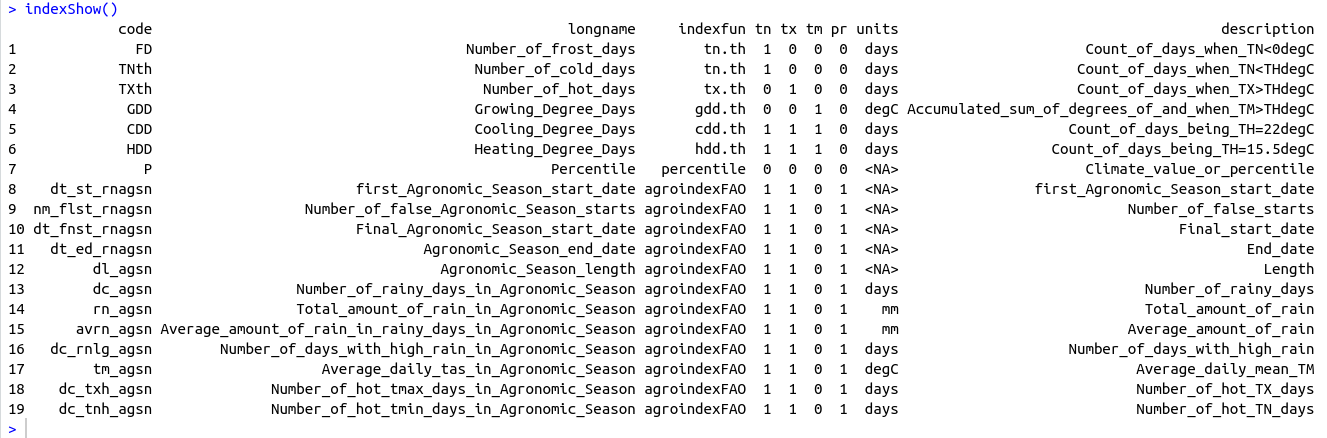 > indexShow()
code longname indexfun tn tx tm pr units description
1 FD Number_of_frost_days tn.th 1 0 0 0 days Count_of_days_when_TN<0degC
2 TNth Number_of_cold_days tn.th 1 0 0 0 days Count_of_days_when_TN<THdegC
3 TXth Number_of_hot_days tx.th 0 1 0 0 days Count_of_days_when_TX>THdegC
4 GDD Growing_Degree_Days gdd.th 0 0 1 0 degC Accumulated_sum_of_degrees_of_and_when_TM>THdegC
5 CDD Cooling_Degree_Days cdd.th 1 1 1 0 days Count_of_days_being_TH=22degC
6 HDD Heating_Degree_Days hdd.th 1 1 1 0 days Count_of_days_being_TH=15.5degC
7 P Percentile percentile 0 0 0 0 <NA> Climate_value_or_percentile
8 dt_st_rnagsn first_Agronomic_Season_start_date agroindexFAO 1 1 0 1 <NA> first_Agronomic_Season_start_date
9 nm_flst_rnagsn Number_of_false_Agronomic_Season_starts agroindexFAO 1 1 0 1 <NA> Number_of_false_starts
10 dt_fnst_rnagsn Final_Agronomic_Season_start_date agroindexFAO 1 1 0 1 <NA> Final_start_date
11 dt_ed_rnagsn Agronomic_Season_end_date agroindexFAO 1 1 0 1 <NA> End_date
12 dl_agsn Agronomic_Season_length agroindexFAO 1 1 0 1 <NA> Length
13 dc_agsn Number_of_rainy_days_in_Agronomic_Season agroindexFAO 1 1 0 1 days Number_of_rainy_days
14 rn_agsn Total_amount_of_rain_in_Agronomic_Season agroindexFAO 1 1 0 1 mm Total_amount_of_rain
15 avrn_agsn Average_amount_of_rain_in_rainy_days_in_Agronomic_Season agroindexFAO 1 1 0 1 mm Average_amount_of_rain
16 dc_rnlg_agsn Number_of_days_with_high_rain_in_Agronomic_Season agroindexFAO 1 1 0 1 days Number_of_days_with_high_rain
17 tm_agsn Average_daily_tas_in_Agronomic_Season agroindexFAO 1 1 0 1 degC Average_daily_mean_TM
18 dc_txh_agsn Number_of_hot_tmax_days_in_Agronomic_Season agroindexFAO 1 1 0 1 days Number_of_hot_TX_days
19 dc_tnh_agsn Number_of_hot_tmin_days_in_Agronomic_Season agroindexFAO 1 1 0 1 days Number_of_hot_TN_days
>